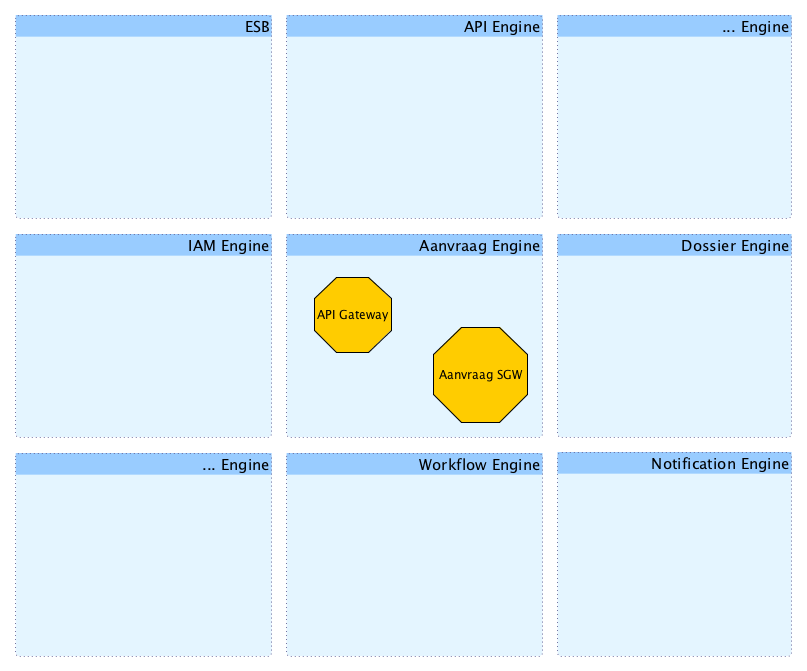 ESB
API Engine
... Engine
IAM Engine
Aanvraag Engine
Dossier Engine
API Gateway
Aanvraag SGW
... Engine
Workflow Engine
Notification Engine